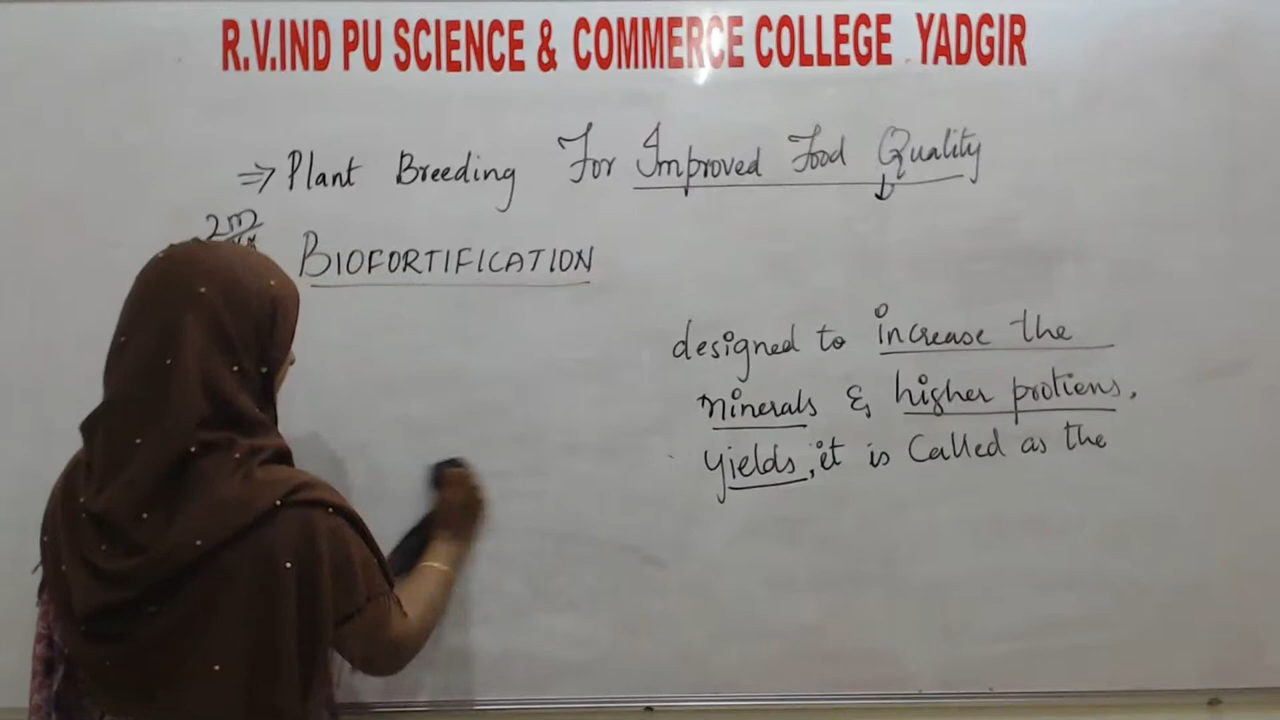 R.V.IND PU SCIENCE & COMMERCE COLLEGE YADGIR
⇒ Plant Breeding For Improved Food Quality
2m
BIOFORTIFICATION
designed to increase the
minerals & higher protiens,
yields, it is called as the